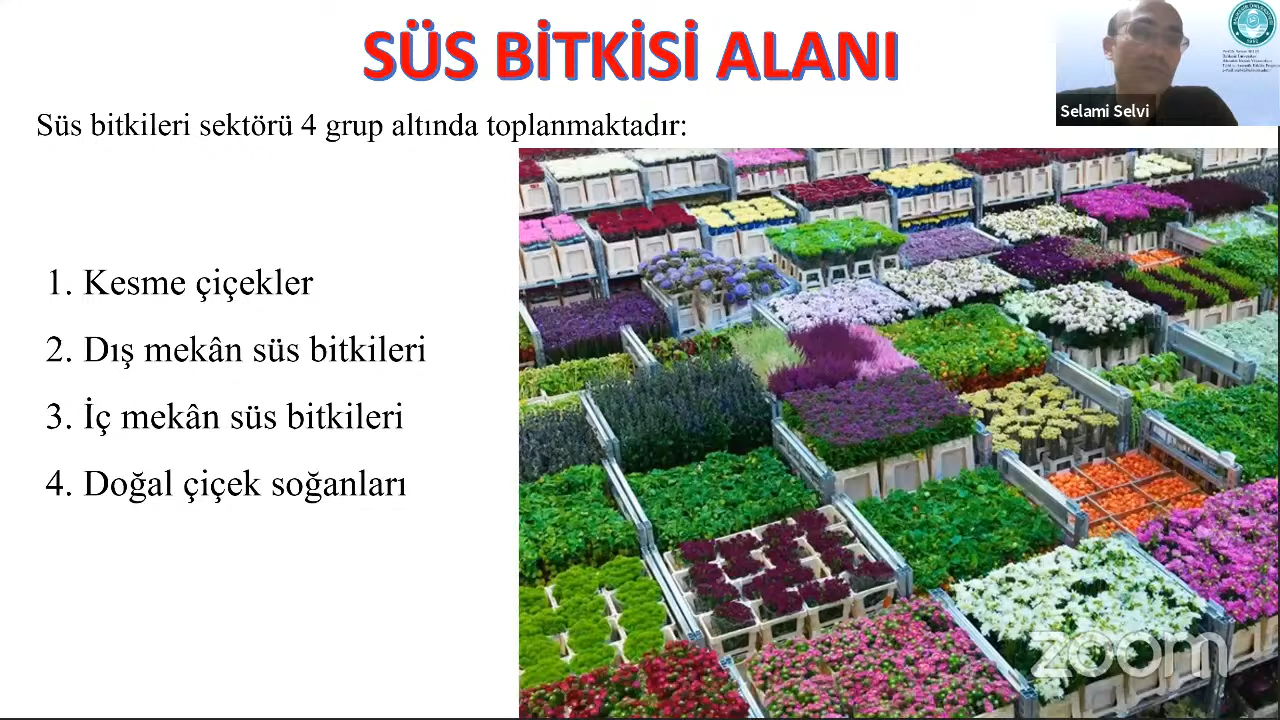 SÜS BİTKİSİ ALANI
Selami Selvi
Süs bitkileri sektörü 4 grup altında toplanmaktadır:
1. Kesme çiçekler
2. Dış mekân süs bitkileri
3. İç mekân süs bitkileri
4. Doğal çiçek soğanları
zoom